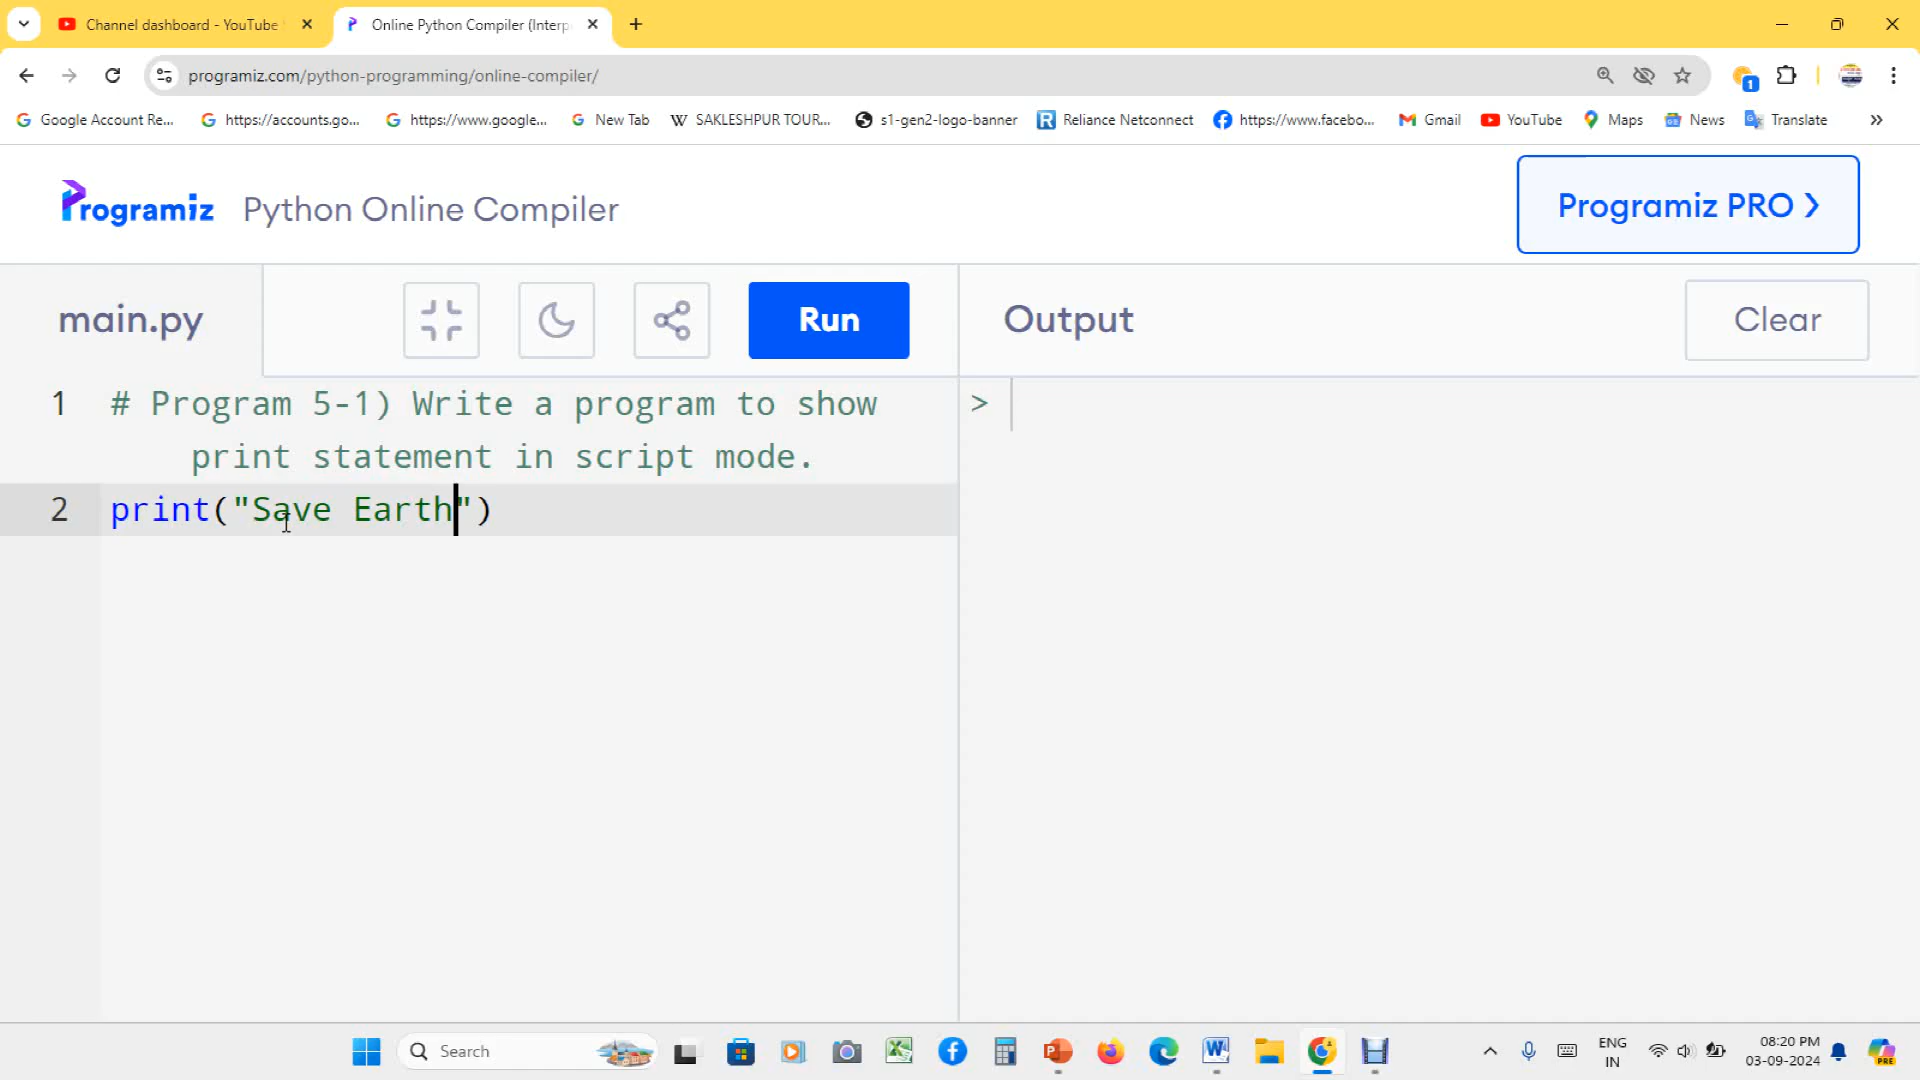 Channel dashboard - YouTube
Online Python Compiler (Interp
programiz.com/python-programming/online-compiler/
1
Google Account Re...
https://accounts.go...
https://www.google...
New Tab
SAKLESHPUR TOUR...
s1-gen2-logo-banner
Reliance Netconnect
https://www.facebo...
Gmail
YouTube
Maps
News
Translate
»
Programiz
Python Online Compiler
Programiz PRO >
main.py
Run
Output
Clear
1 # Program 5-1) Write a program to show
print statement in script mode.
2 print("Save Earth")
>
Search
ENG
IN
08:20 PM
03-09-2024
PRE